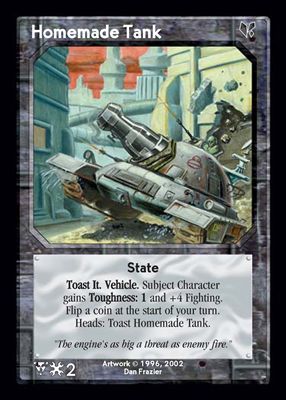 Homemade Tank
State
Toast It. Vehicle. Subject Character
gains Toughness: 1 and +4 Fighting.
Flip a coin at the start of your turn.
Heads: Toast Homemade Tank.
"The engine's as big a threat as enemy fire."
Artwork © 1996, 2002
Dan Frazier
2